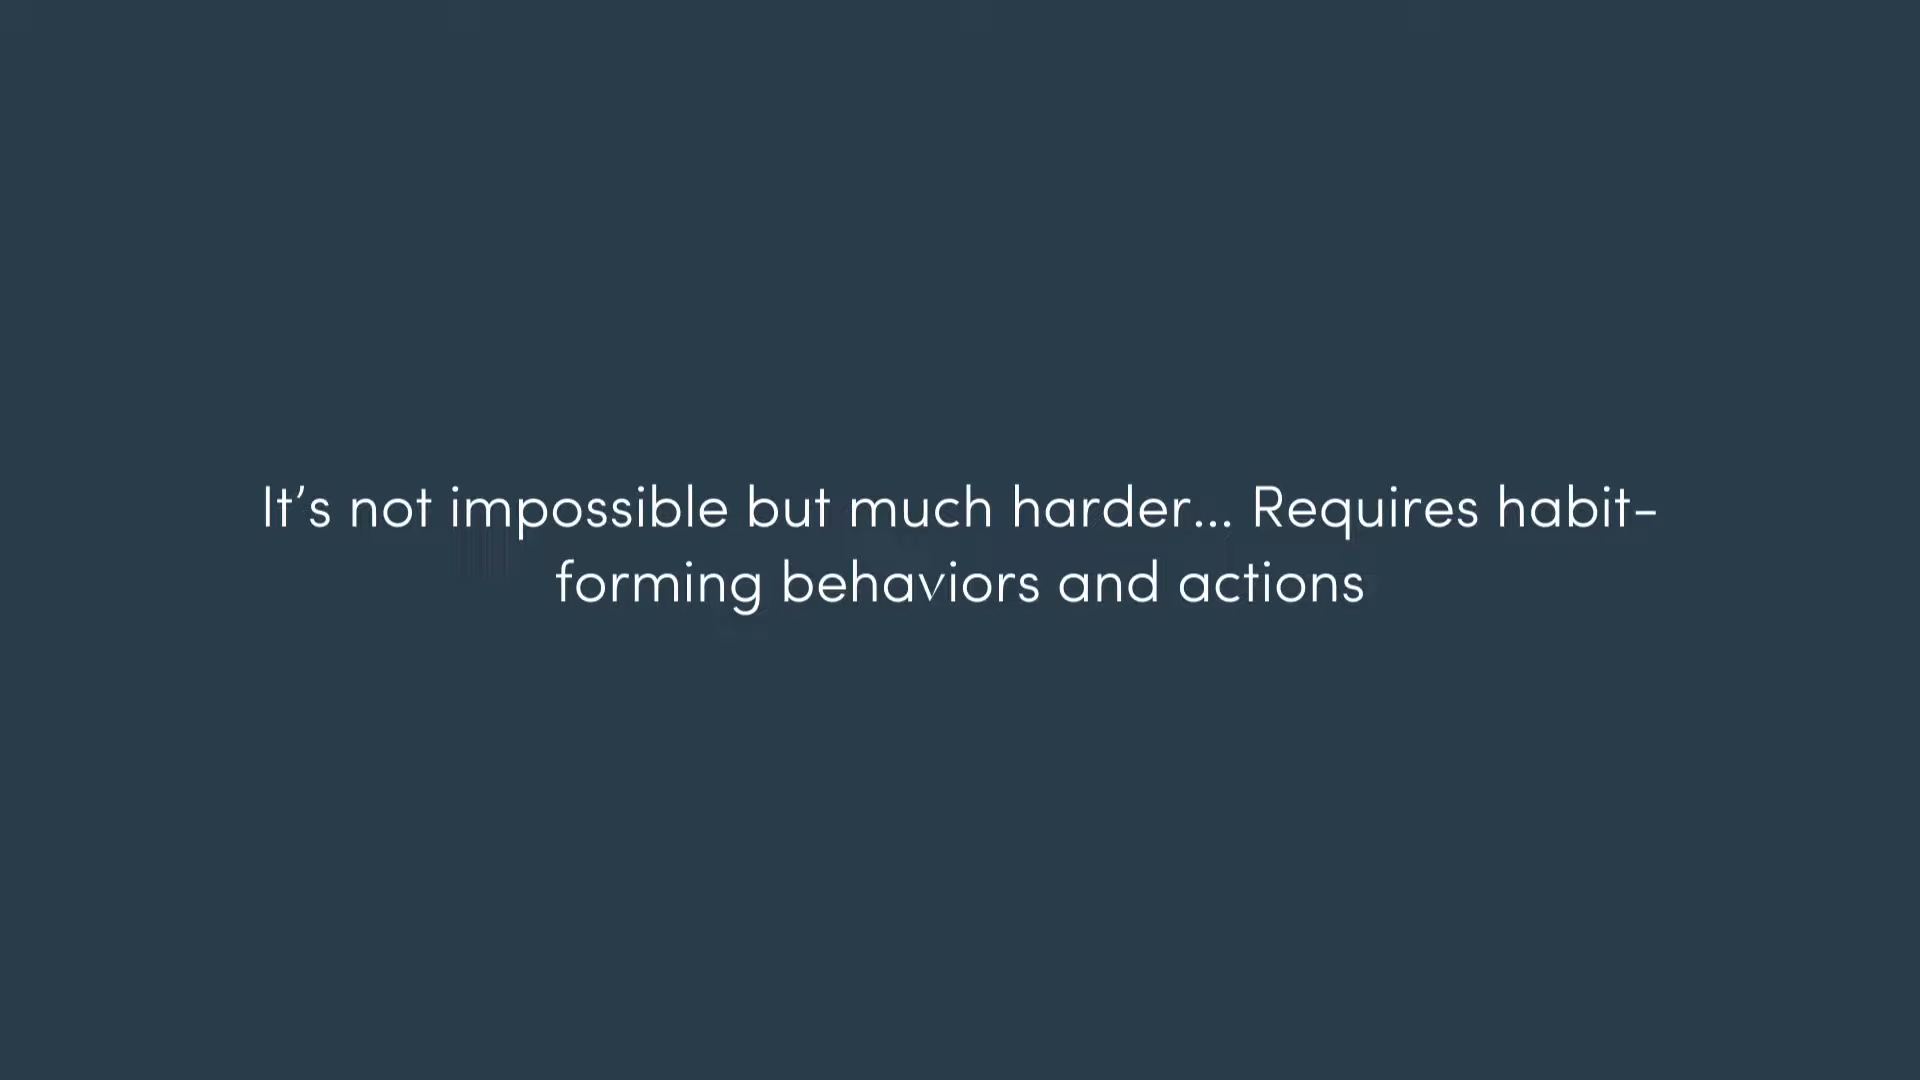 It’s not impossible but much harder... Requires habit-
forming behaviors and actions